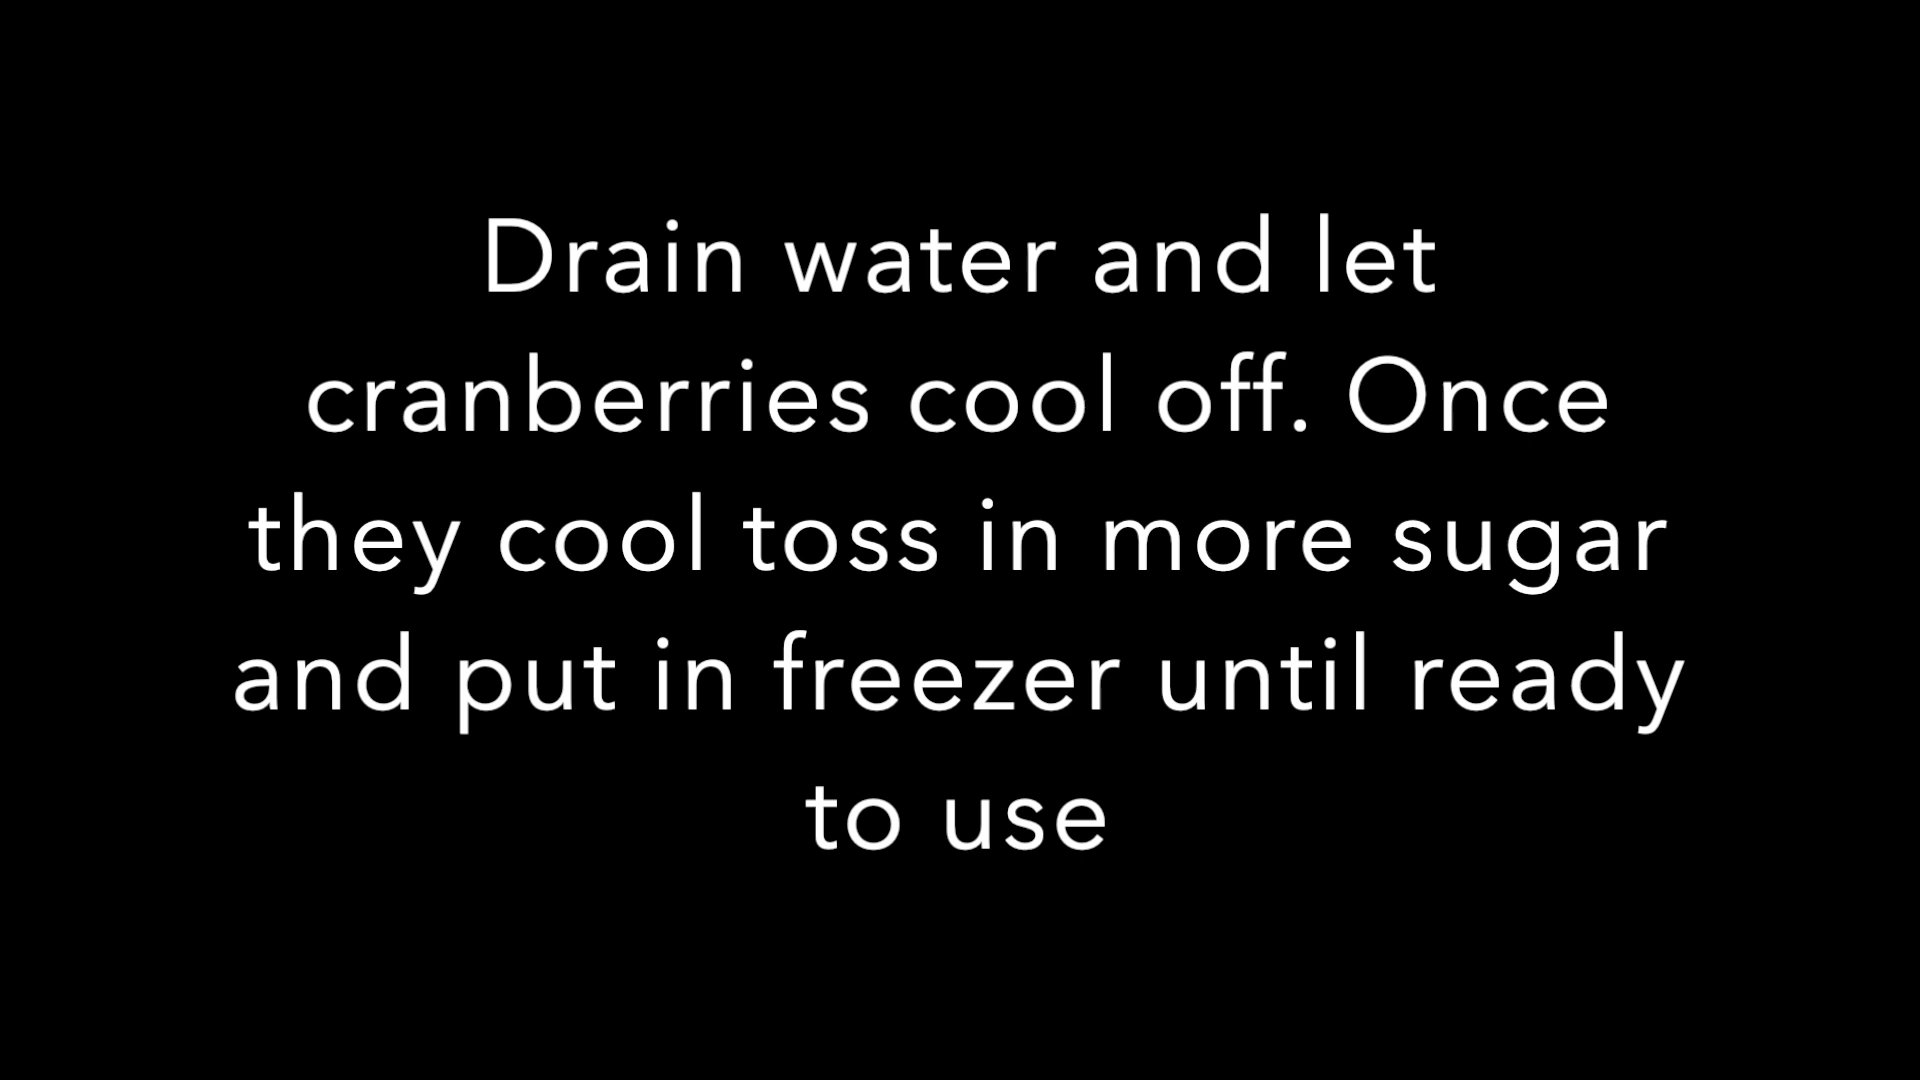 Drain water and let
cranberries cool off. Once
they cool toss in more sugar
and put in freezer until ready
to use